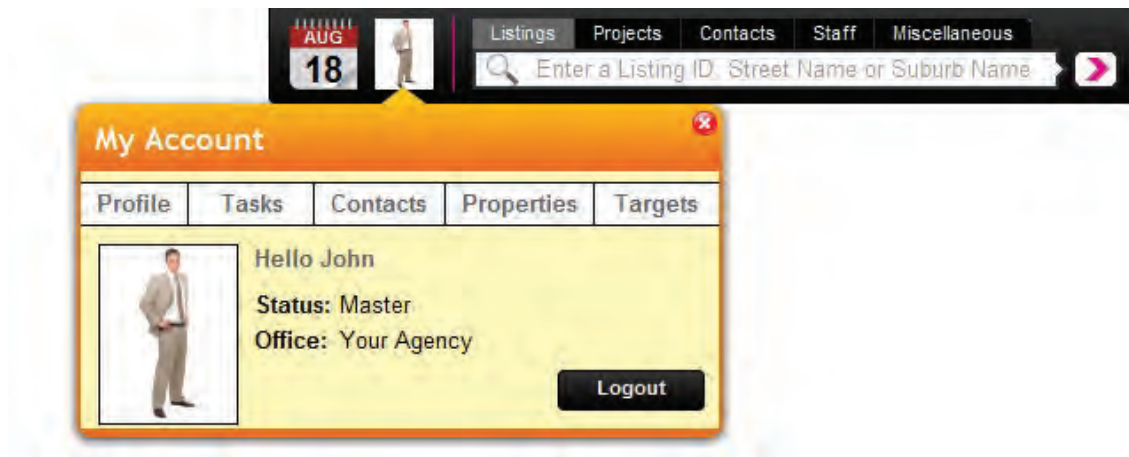 AUG
18
Listings Projects Contacts Staff Miscellaneous
Enter a Listing ID, Street Name or Suburb Name
My Account
Profile Tasks Contacts Properties Targets
Hello John
Status: Master
Office: Your Agency
Logout